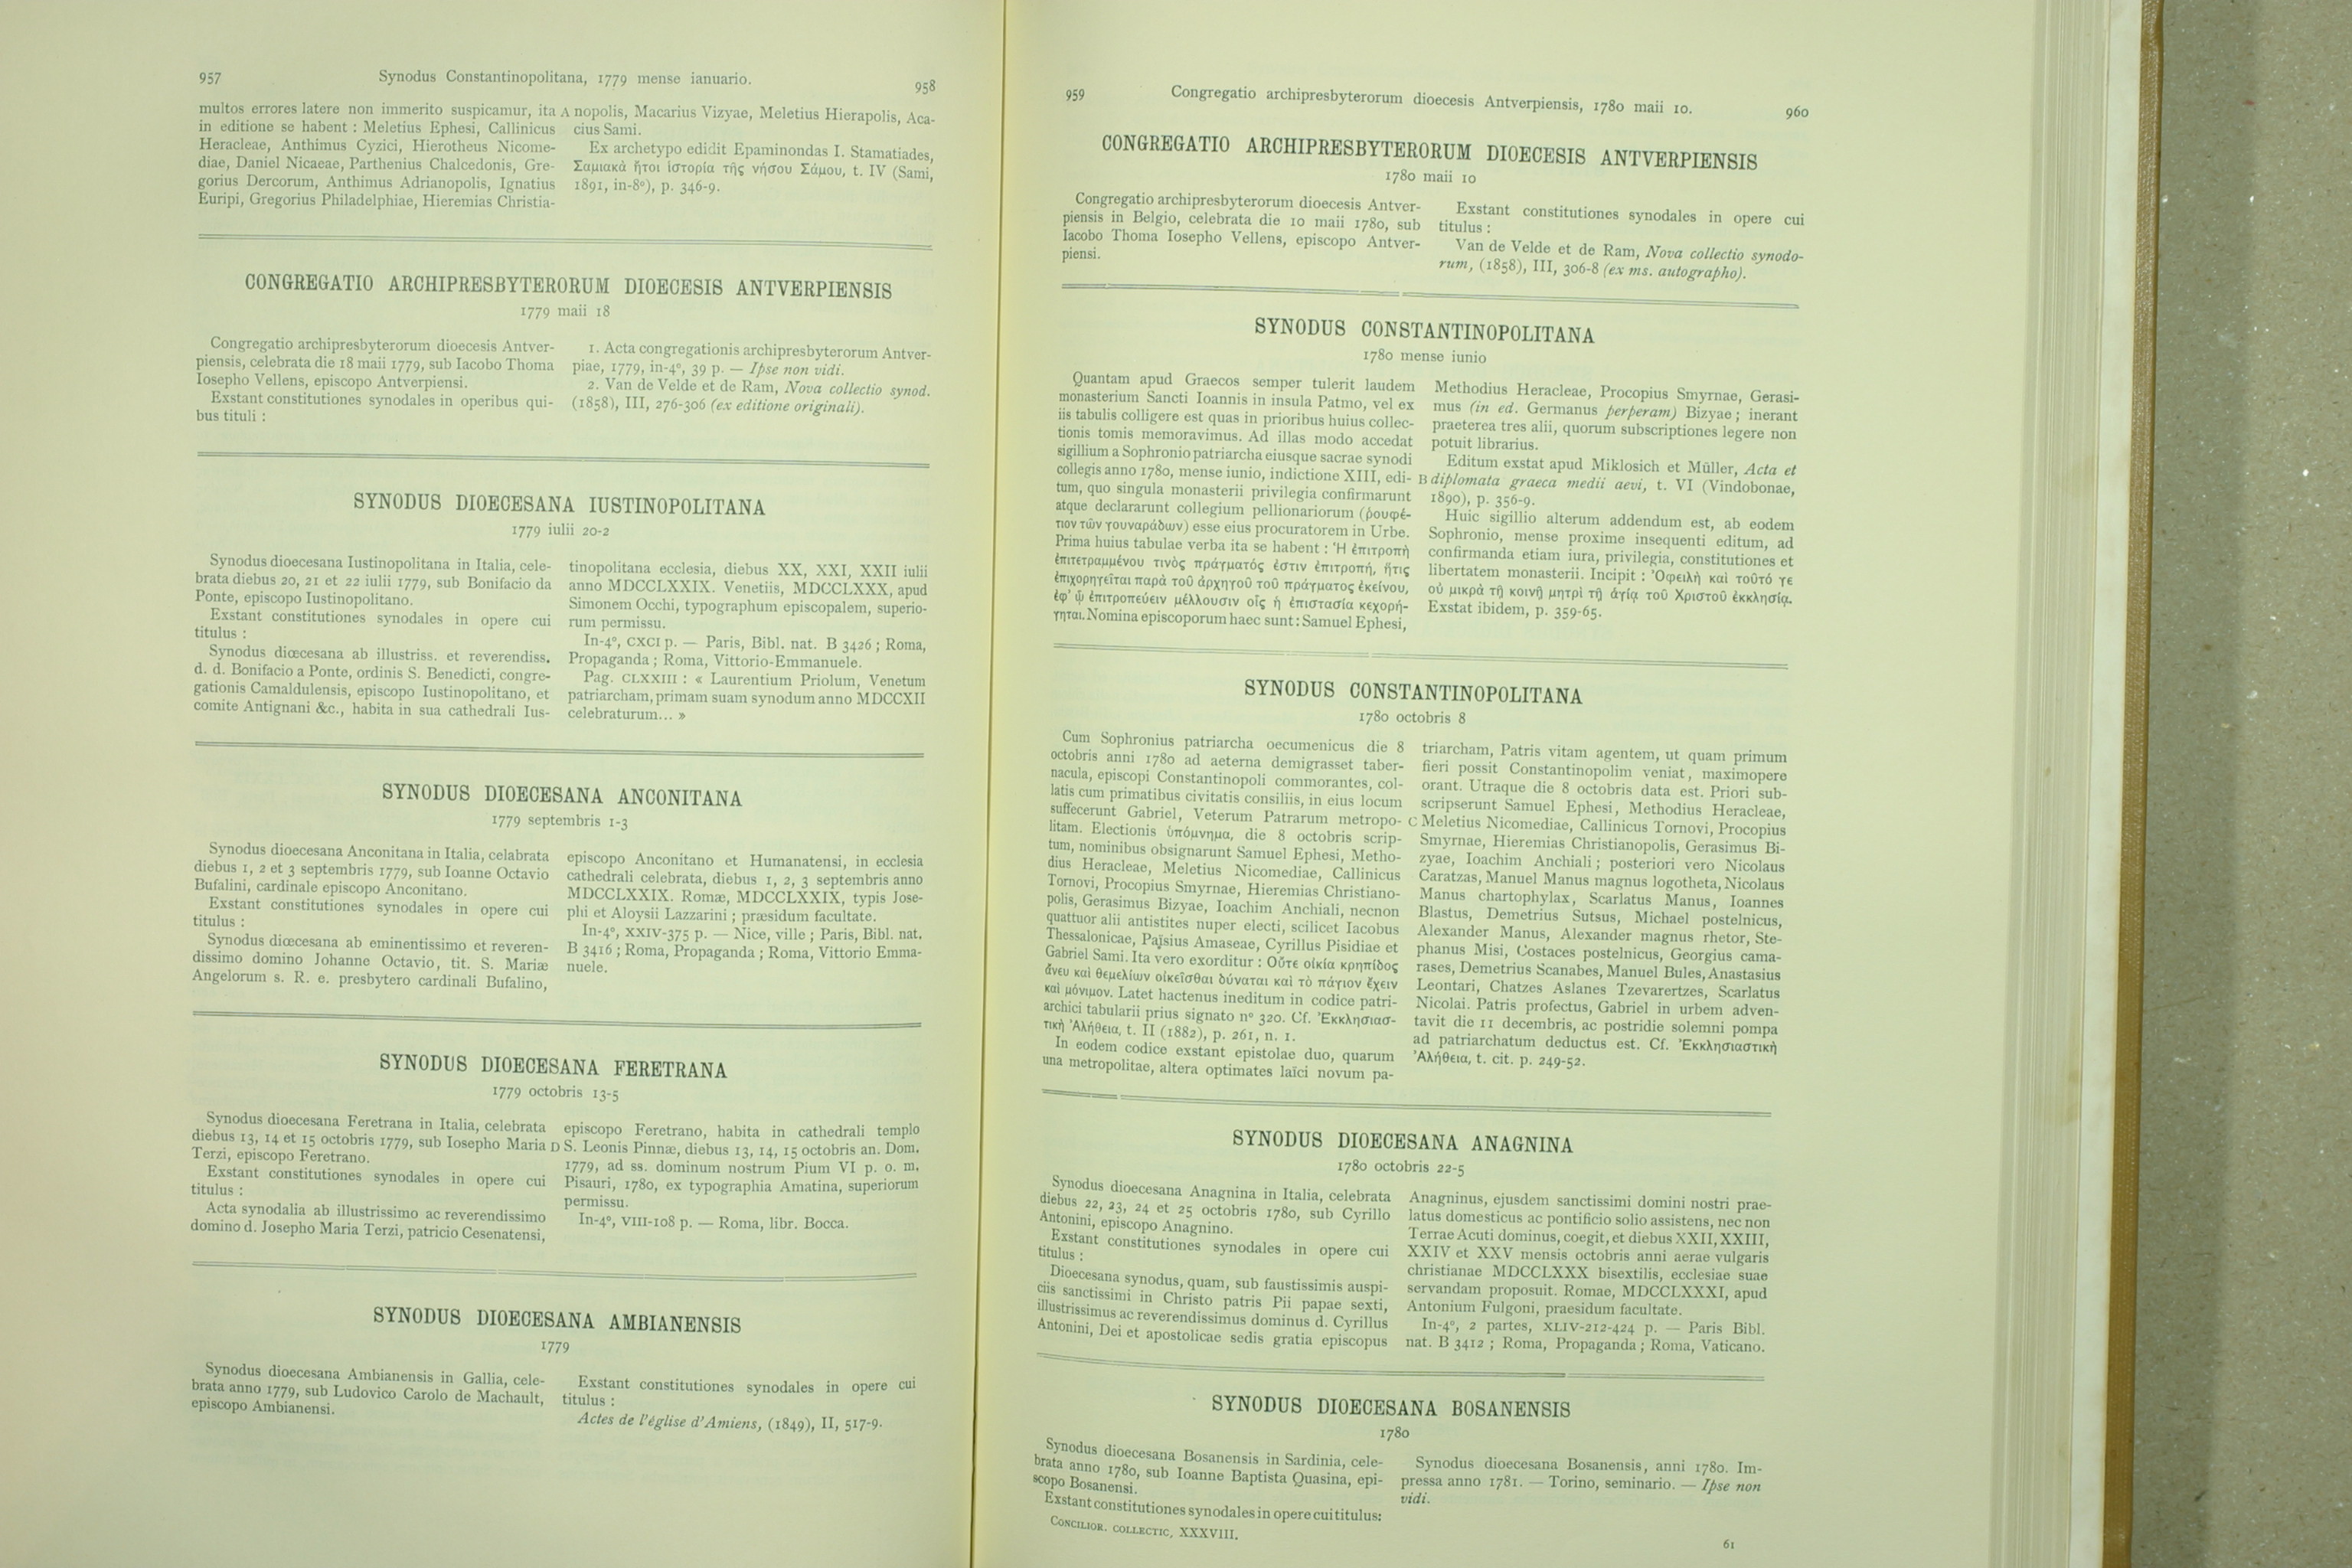 957
Synodus Constantinopolitana, 1779 mense ianuario.
958
multos errores latere non immerito suspicamur, ita
in editione se habent : Meletius Ephesi, Callinicus
Heracleae, Anthimus Cyzici, Hierotheus Nicome-
diae, Daniel Nicaeae, Parthenius Chalcedonis, Gre-
gorius Dercorum, Anthimus Adrianopolis, Ignatius
Euripi, Gregorius Philadelphiae, Hieremias Christia-
A
nopolis, Macarius Vizyae, Meletius Hierapolis, Aca-
cius Sami.
Ex archetypo edidit Epaminondas I. Stamatiades,
Σαμιακὰ ἤτοι ἱστορία τῆς νήσου Σάμου, t. IV (Sami,
1891, in-8º), p. 346-9.
CONGREGATIO ARCHIPRESBYTERORUM DIOECESIS ANTVERPIENSIS
1779 maii 18
Congregatio archipresbyterorum dioecesis Antver-
piensis, celebrata die 18 maii 1779, sub Iacobo Thoma
Iosepho Vellens, episcopo Antverpiensi.
Exstant constitutiones synodales in operibus qui-
bus tituli :
1. Acta congregationis archipresbyterorum Antver-
piae, 1779, in-4º, 39 p. — Ipse non vidi.
2. Van de Velde et de Ram, Nova collectio synod.
(1858), III, 276-306 (ex editione originali).
SYNODUS DIOECESANA IUSTINOPOLITANA
1779 iulii 20-2
Synodus dioecesana Iustinopolitana in Italia, cele-
brata diebus 20, 21 et 22 iulii 1779, sub Bonifacio da
Ponte, episcopo Iustinopolitano.
Exstant constitutiones synodales in opere cui
titulus :
Synodus diœcesana ab illustriss. et reverendiss.
d. d. Bonifacio a Ponte, ordinis S. Benedicti, congre-
gationis Camaldulensis, episcopo Iustinopolitano, et
comite Antignani &c., habita in sua cathedrali Ius-
tinopolitana ecclesia, diebus XX, XXI, XXII iulii
anno MDCCLXXIX. Venetiis, MDCCLXXX, apud
Simonem Occhi, typographum episcopalem, superio-
rum permissu.
In-4º, CXCI p. — Paris, Bibl. nat. B 3426 ; Roma,
Propaganda ; Roma, Vittorio-Emmanuele.
Pag. CLXXIII : « Laurentium Priolum, Venetum
patriarcham, primam suam synodum anno MDCCXII
celebraturum... »
SYNODUS DIOECESANA ANCONITANA
1779 septembris 1-3
Synodus dioecesana Anconitana in Italia, celabrata
diebus 1, 2 et 3 septembris 1779, sub Ioanne Octavio
Bufalini, cardinale episcopo Anconitano.
Exstant constitutiones synodales in opere cui
titulus :
Synodus diœcesana ab eminentissimo et reveren-
dissimo domino Johanne Octavio, tit. S. Mariæ
Angelorum s. R. e. presbytero cardinali Bufalino,
episcopo Anconitano et Humanatensi, in ecclesia
cathedrali celebrata, diebus 1, 2, 3 septembris anno
MDCCLXXIX. Romæ, MDCCLXXIX, typis Jose-
phi et Aloysii Lazzarini ; præsidum facultate.
In-4º, XXIV-375 p. — Nice, ville ; Paris, Bibl. nat.
B 3416 ; Roma, Propaganda ; Roma, Vittorio Emma-
nuele.
SYNODUS DIOECESANA FERETRANA
1779 octobris 13-5
Synodus dioecesana Feretrana in Italia, celebrata
diebus 13, 14 et 15 octobris 1779, sub Iosepho Maria
Terzi, episcopo Feretrano.
Exstant constitutiones synodales in opere cui
titulus :
Acta synodalia ab illustrissimo ac reverendissimo
domino d. Josepho Maria Terzi, patricio Cesenatensi,
episcopo Feretrano, habita in cathedrali templo
D
S. Leonis Pinnæ, diebus 13, 14, 15 octobris an. Dom.
1779, ad ss. dominum nostrum Pium VI p. o. m.
Pisauri, 1780, ex typographia Amatina, superiorum
permissu.
In-4º, VIII-108 p. — Roma, libr. Bocca.
SYNODUS DIOECESANA AMBIANENSIS
1779
Synodus dioecesana Ambianensis in Gallia, cele-
brata anno 1779, sub Ludovico Carolo de Machault,
episcopo Ambianensi.
Exstant constitutiones synodales in opere cui
titulus :
Actes de l'église d'Amiens, (1849), II, 517-9.
959
Congregatio archipresbyterorum dioecesis Antverpiensis, 1780 maii 10.
960
CONGREGATIO ARCHIPRESBYTERORUM DIOECESIS ANTVERPIENSIS
1780 maii 10
Congregatio archipresbyterorum dioecesis Antver-
piensis in Belgio, celebrata die 10 maii 1780, sub
Iacobo Thoma Iosepho Vellens, episcopo Antver-
piensi.
Exstant constitutiones synodales in opere cui
titulus :
Van de Velde et de Ram, Nova collectio synodo-
rum, (1858), III, 306-8 (ex ms. autographo).
SYNODUS CONSTANTINOPOLITANA
1780 mense iunio
Quantam apud Graecos semper tulerit laudem
monasterium Sancti Ioannis in insula Patmo, vel ex
iis tabulis colligere est quas in prioribus huius collec-
tionis tomis memoravimus. Ad illas modo accedat
sigillium a Sophronio patriarcha eiusque sacrae synodi
collegis anno 1780, mense iunio, indictione XIII, edi-
tum, quo singula monasterii privilegia confirmarunt
atque declararunt collegium pellionariorum (ῥουφέ-
τιον τῶν γουναράδων) esse eius procuratorem in Urbe.
Prima huius tabulae verba ita se habent : Ἡ ἐπιτροπὴ
ἐπιτετραμμένου τινὸς πράγματός ἐστιν ἐπιτροπή, ἥτις
ἐπιχορηγεῖται παρὰ τοῦ ἀρχηγοῦ τοῦ πράγματος ἐκείνου,
ἐφ' ᾧ ἐπιτροπεύειν μέλλουσιν οἷς ἡ ἐπιστασία κεχορή-
γηται. Nomina episcoporum haec sunt : Samuel Ephesi,
Methodius Heracleae, Procopius Smyrnae, Gerasi-
mus (in ed. Germanus perperam) Bizyae ; inerant
praeterea tres alii, quorum subscriptiones legere non
potuit librarius.
Editum exstat apud Miklosich et Müller, Acta et
B
diplomata graeca medii aevi, t. VI (Vindobonae,
1890), p. 356-9.
Huic sigillio alterum addendum est, ab eodem
Sophronio, mense proxime insequenti editum, ad
confirmanda etiam iura, privilegia, constitutiones et
libertatem monasterii. Incipit : Ὀφειλὴ καὶ τοῦτό γε
οὐ μικρὰ τῇ κοινῇ μητρὶ τῇ ἁγίᾳ τοῦ Χριστοῦ ἐκκλησίᾳ.
Exstat ibidem, p. 359-65.
SYNODUS CONSTANTINOPOLITANA
1780 octobris 8
Cum Sophronius patriarcha oecumenicus die 8
octobris anni 1780 ad aeterna demigrasset taber-
nacula, episcopi Constantinopoli commorantes, col-
latis cum primatibus civitatis consiliis, in eius locum
suffecerunt Gabriel, Veterum Patrarum metropo-
litam. Electionis ὑπόμνημα, die 8 octobris scrip-
tum, nominibus obsignarunt Samuel Ephesi, Metho-
dius Heracleae, Meletius Nicomediae, Callinicus
Tornovi, Procopius Smyrnae, Hieremias Christiano-
polis, Gerasimus Bizyae, Ioachim Anchiali, necnon
quattuor alii antistites nuper electi, scilicet Iacobus
Thessalonicae, Païsius Amaseae, Cyrillus Pisidiae et
Gabriel Sami. Ita vero exorditur : Οὔτε οἰκία κρηπίδος
ἄνευ καὶ θεμελίων οἰκεῖσθαι δύναται καὶ τὸ πάγιον ἔχειν
καὶ μόνιμον. Latet hactenus ineditum in codice patri-
archici tabularii prius signato nº 320. Cf. Ἐκκλησιασ-
τικὴ Ἀλήθεια, t. II (1882), p. 261, n. 1.
In eodem codice exstant epistolae duo, quarum
una metropolitae, altera optimates laïci novum pa-
triarcham, Patris vitam agentem, ut quam primum
fieri possit Constantinopolim veniat, maximopere
orant. Utraque die 8 octobris data est. Priori sub-
scripserunt Samuel Ephesi, Methodius Heracleae,
C
Meletius Nicomediae, Callinicus Tornovi, Procopius
Smyrnae, Hieremias Christianopolis, Gerasimus Bi-
zyae, Ioachim Anchiali ; posteriori vero Nicolaus
Caratzas, Manuel Manus magnus logotheta, Nicolaus
Manus chartophylax, Scarlatus Manus, Ioannes
Blastus, Demetrius Sutsus, Michael postelnicus,
Alexander Manus, Alexander magnus rhetor, Ste-
phanus Misi, Costaces postelnicus, Georgius cama-
rases, Demetrius Scanabes, Manuel Bules, Anastasius
Leontari, Chatzes Aslanes Tzevarertzes, Scarlatus
Nicolai. Patris profectus, Gabriel in urbem adven-
tavit die 11 decembris, ac postridie solemni pompa
ad patriarchatum deductus est. Cf. Ἐκκλησιαστικὴ
Ἀλήθεια, t. cit. p. 249-52.
SYNODUS DIOECESANA ANAGNINA
1780 octobris 22-5
Synodus dioecesana Anagnina in Italia, celebrata
diebus 22, 23, 24 et 25 octobris 1780, sub Cyrillo
Antonini, episcopo Anagnino.
Exstant constitutiones synodales in opere cui
titulus :
Dioecesana synodus, quam, sub faustissimis auspi-
ciis sanctissimi in Christo patris Pii papae sexti,
illustrissimus ac reverendissimus dominus d. Cyrillus
Antonini, Dei et apostolicae sedis gratia episcopus
Anagninus, ejusdem sanctissimi domini nostri prae-
latus domesticus ac pontificio solio assistens, nec non
Terrae Acuti dominus, coegit, et diebus XXII, XXIII,
XXIV et XXV mensis octobris anni aerae vulgaris
christianae MDCCLXXX bisextilis, ecclesiae suae
servandam proposuit. Romae, MDCCLXXXI, apud
Antonium Fulgoni, praesidum facultate.
In-4º, 2 partes, XLIV-212-424 p. — Paris Bibl.
nat. B 3412 ; Roma, Propaganda ; Roma, Vaticano.
SYNODUS DIOECESANA BOSANENSIS
1780
Synodus dioecesana Bosanensis in Sardinia, cele-
brata anno 1780, sub Ioanne Baptista Quasina, epi-
scopo Bosanensi.
Exstant constitutiones synodales in opere cui titulus:
Synodus dioecesana Bosanensis, anni 1780. Im-
pressa anno 1781. — Torino, seminario. — Ipse non
vidi.
CONCILIOR. COLLECTIC, XXXVIII.
61